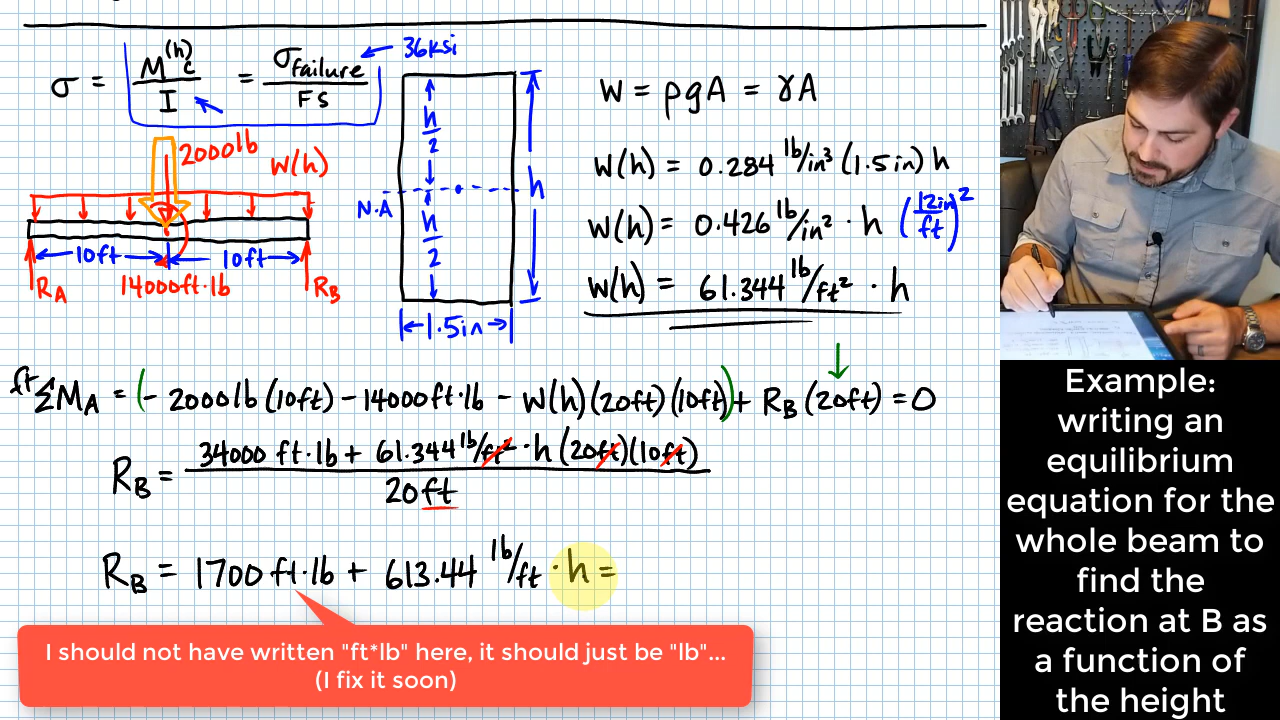 σ = M(h)c/I = σfailure/FS ← 36ksi
2000lb
W(h)
10ft 10ft
RA 14000ft·lb RB
h/2
N.A
h/2
h
1.5in
W = ρgA = γA
W(h) = 0.284 lb/in³ (1.5in) h
W(h) = 0.426 lb/in² · h (12in/ft)²
W(h) = 61.344 lb/ft² · h
ft ΣMA = (- 2000lb (10ft) - 14000ft·lb - W(h)(20ft)(10ft)) + RB (20ft) = 0
RB = 34000 ft·lb + 61.344 lb/ft² · h (20ft)(10ft) / 20ft
RB = 1700 ft·lb + 613.44 lb/ft · h =
I should not have written "ft*lb" here, it should just be "lb"...
(I fix it soon)
Example:
writing an
equilibrium
equation for the
whole beam to
find the
reaction at B as
a function of
the height